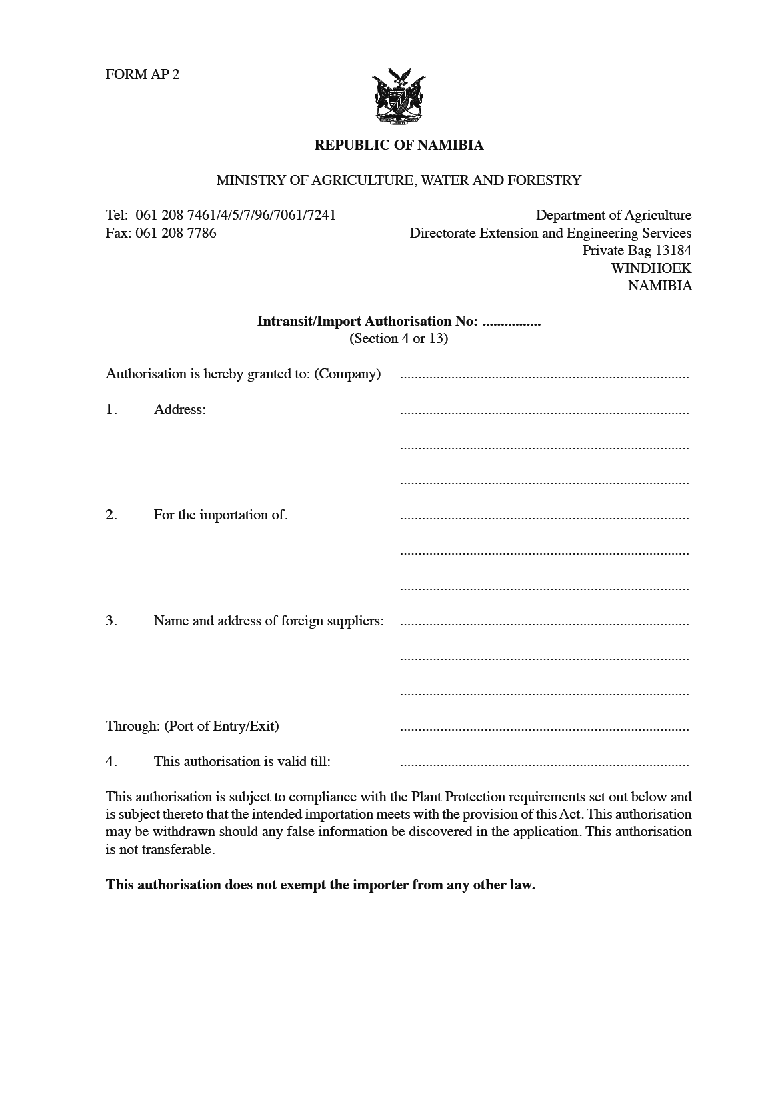 FORM AP 2
REPUBLIC OF NAMIBIA
MINISTRY OF AGRICULTURE, WATER AND FORESTRY
Tel: 061 208 7461/4/5/7/96/7061/7241
Fax: 061 208 7786
Department of Agriculture
Directorate Extension and Engineering Services
Private Bag 13184
WINDHOEK
NAMIBIA
Intransit/Import Authorisation No: ................
(Section 4 or 13)
Authorisation is hereby granted to: (Company) ................................................................................
1. Address: ................................................................................
................................................................................
................................................................................
2. For the importation of. ................................................................................
................................................................................
................................................................................
3. Name and address of foreign suppliers: ................................................................................
................................................................................
................................................................................
Through: (Port of Entry/Exit) ................................................................................
4. This authorisation is valid till: ................................................................................
This authorisation is subject to compliance with the Plant Protection requirements set out below and
is subject thereto that the intended importation meets with the provision of this Act. This authorisation
may be withdrawn should any false information be discovered in the application. This authorisation
is not transferable.
This authorisation does not exempt the importer from any other law.